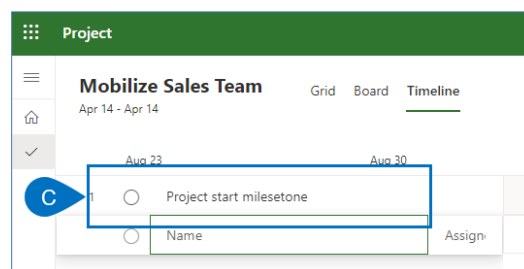 Project
Mobilize Sales Team
Grid Board Timeline
Apr 14 - Apr 14
Aug 23 Aug 30
C 1 Project start milesetone
Name Assign